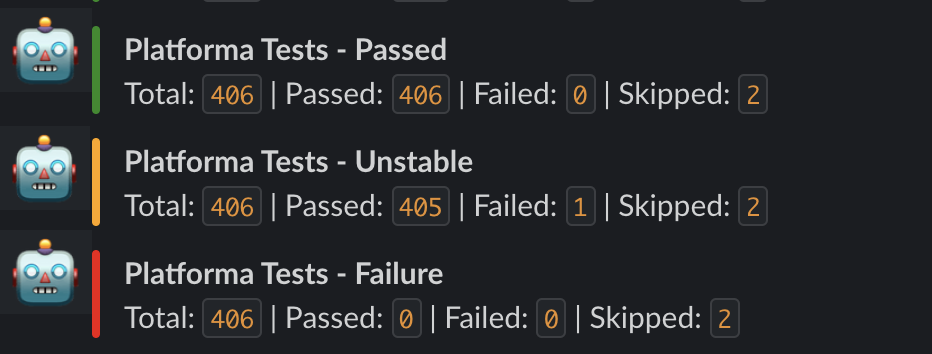 Platforma Tests - Passed
Total: 406 | Passed: 406 | Failed: 0 | Skipped: 2
Platforma Tests - Unstable
Total: 406 | Passed: 405 | Failed: 1 | Skipped: 2
Platforma Tests - Failure
Total: 406 | Passed: 0 | Failed: 0 | Skipped: 2